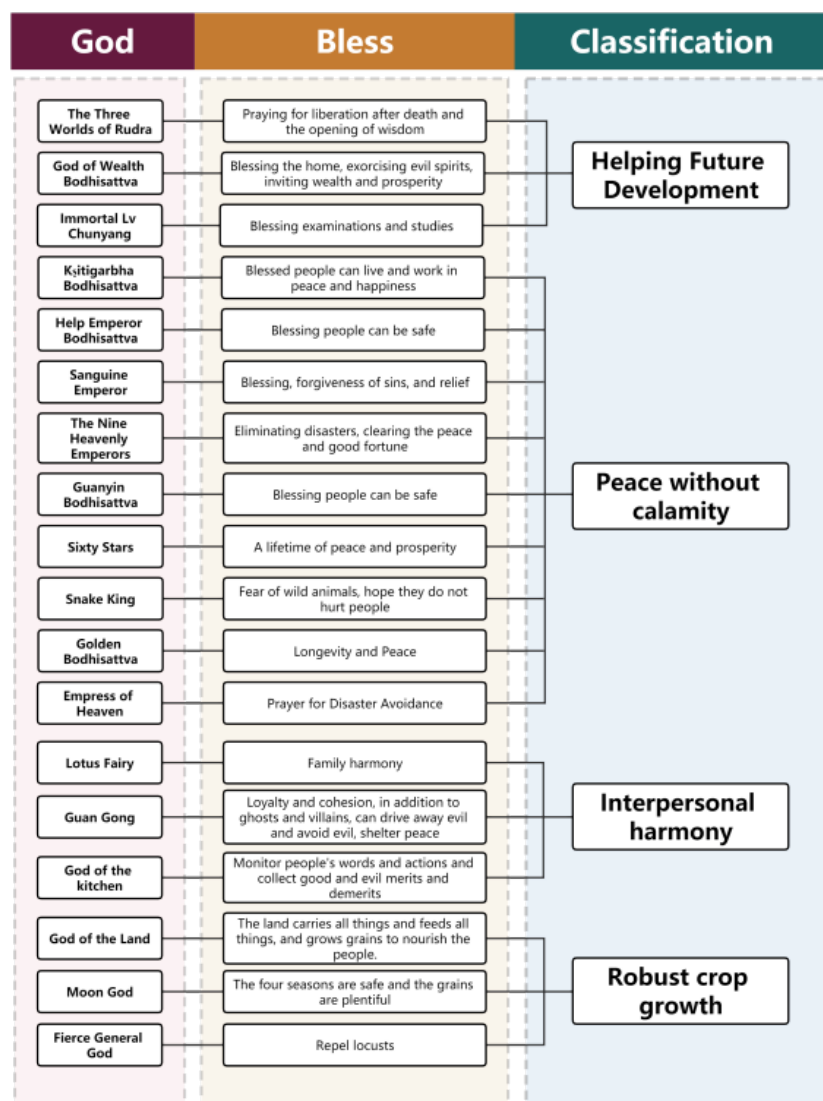 God Bless Classification
The Three
Worlds of Rudra
Praying for liberation after death and
the opening of wisdom
God of Wealth
Bodhisattva
Blessing the home, exorcising evil spirits,
inviting wealth and prosperity
Immortal Lv
Chunyang
Blessing examinations and studies
Helping Future
Development
Kṣitigarbha
Bodhisattva
Blessed people can live and work in
peace and happiness
Help Emperor
Bodhisattva
Blessing people can be safe
Sanguine
Emperor
Blessing, forgiveness of sins, and relief
The Nine
Heavenly
Emperors
Eliminating disasters, clearing the peace
and good fortune
Guanyin
Bodhisattva
Blessing people can be safe
Sixty Stars
A lifetime of peace and prosperity
Snake King
Fear of wild animals, hope they do not
hurt people
Golden
Bodhisattva
Longevity and Peace
Empress of
Heaven
Prayer for Disaster Avoidance
Peace without
calamity
Lotus Fairy
Family harmony
Guan Gong
Loyalty and cohesion, in addition to
ghosts and villains, can drive away evil
and avoid evil, shelter peace
God of the
kitchen
Monitor people's words and actions and
collect good and evil merits and
demerits
Interpersonal
harmony
God of the Land
The land carries all things and feeds all
things, and grows grains to nourish the
people.
Moon God
The four seasons are safe and the grains
are plentiful
Fierce General
God
Repel locusts
Robust crop
growth